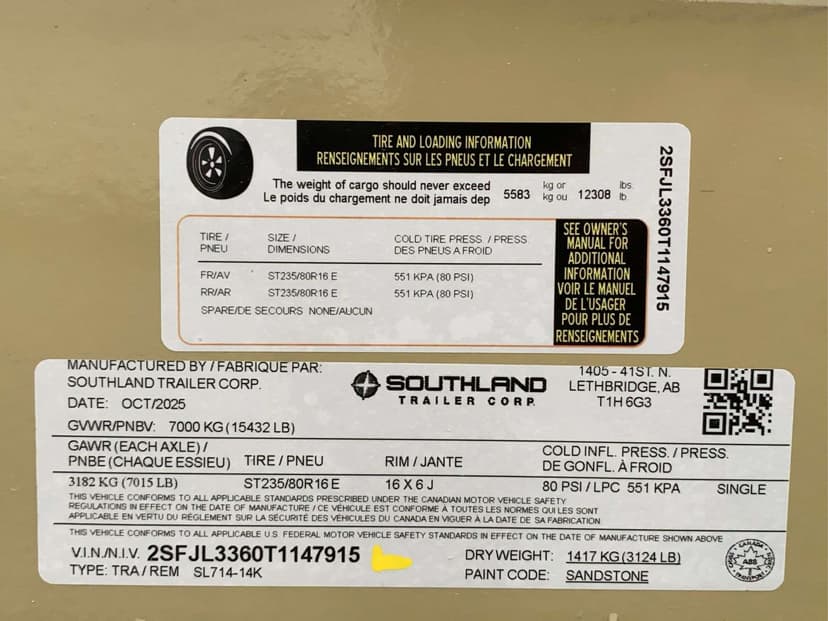 TIRE AND LOADING INFORMATION
RENSEIGNEMENTS SUR LES PNEUS ET LE CHARGEMENT
The weight of cargo should never exceed 5583 kg or 12308 lbs.
Le poids du chargement ne doit jamais dep kg ou lb
2SFJL3360T1147915
TIRE / SIZE / COLD TIRE PRESS. / PRESS.
PNEU DIMENSIONS DES PNEUS A FROID
FR/AV ST235/80R16 E 551 KPA (80 PSI)
RR/AR ST235/80R16 E 551 KPA (80 PSI)
SPARE/DE SECOURS NONE/AUCUN
SEE OWNER'S
MANUAL FOR
ADDITIONAL
INFORMATION
VOIR LE MANUEL
DE L'USAGER
POUR PLUS DE
RENSEIGNEMENTS
MANUFACTURED BY / FABRIQUE PAR:
SOUTHLAND TRAILER CORP.
DATE: OCT/2025
SOUTHLAND
TRAILER CORP.
1405 - 41ST. N.
LETHBRIDGE, AB
T1H 6G3
GVWR/PNBV: 7000 KG (15432 LB)
GAWR (EACH AXLE) / COLD INFL. PRESS. / PRESS.
PNBE (CHAQUE ESSIEU) TIRE / PNEU RIM / JANTE DE GONFL. À FROID
3182 KG (7015 LB) ST235/80R16 E 16 X 6 J 80 PSI / LPC 551 KPA SINGLE
THIS VEHICLE CONFORMS TO ALL APPLICABLE STANDARDS PRESCRIBED UNDER THE CANADIAN MOTOR VEHICLE SAFETY
REGULATIONS IN EFFECT ON THE DATE OF MANUFACTURE / CE VÉHICULE EST CONFORME À TOUTES LES NORMES QUI LES SONT
APPLICABLE EN VERTU DU RÈGLEMENT SUR LA SÉCURITÉ DES VÉHICULES DU CANADA EN VIGUER À LA DATE DE SA FABRICATION
THIS VEHICLE CONFORMS TO ALL APPLICABLE U.S. FEDERAL MOTOR VEHICLE SAFETY STANDARDS IN EFFECT ON THE DATE OF MANUFACTURE SHOWN ABOVE
V.I.N./N.I.V. 2SFJL3360T1147915 DRY WEIGHT: 1417 KG (3124 LB)
TYPE: TRA / REM SL714-14K PAINT CODE: SANDSTONE
CANADA
ABS
TRANSPORT